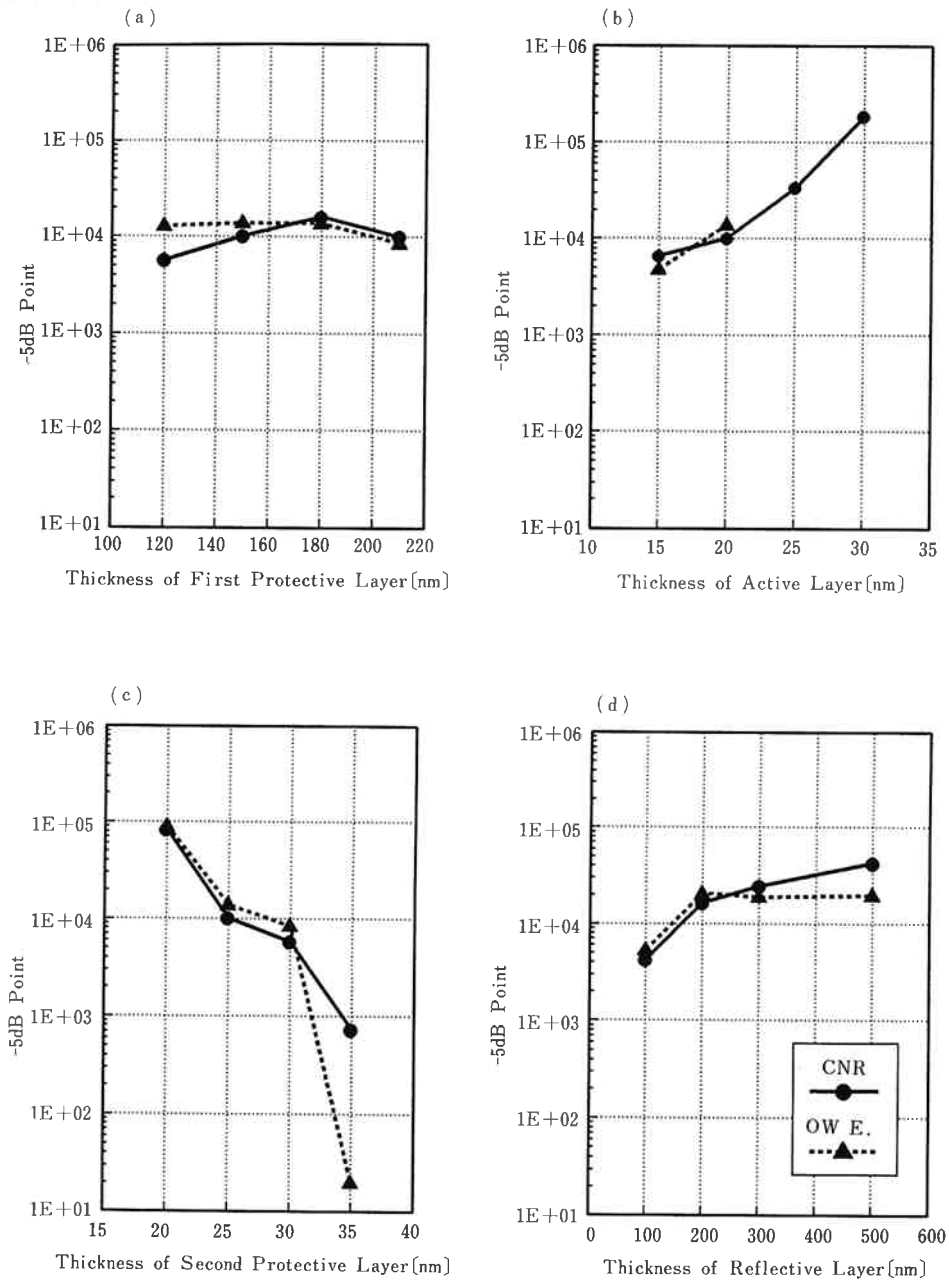 (a)
1E+06
1E+05
1E+04
1E+03
1E+02
1E+01
-5dB Point
100 120 140 160 180 200 220
Thickness of First Protective Layer[nm]
(b)
1E+06
1E+05
1E+04
1E+03
1E+02
1E+01
-5dB Point
10 15 20 25 30 35
Thickness of Active Layer[nm]
(c)
1E+06
1E+05
1E+04
1E+03
1E+02
1E+01
-5dB Point
15 20 25 30 35 40
Thickness of Second Protective Layer[nm]
(d)
1E+06
1E+05
1E+04
1E+03
1E+02
1E+01
-5dB Point
0 100 200 300 400 500 600
Thickness of Reflective Layer[nm]
CNR
OW E.